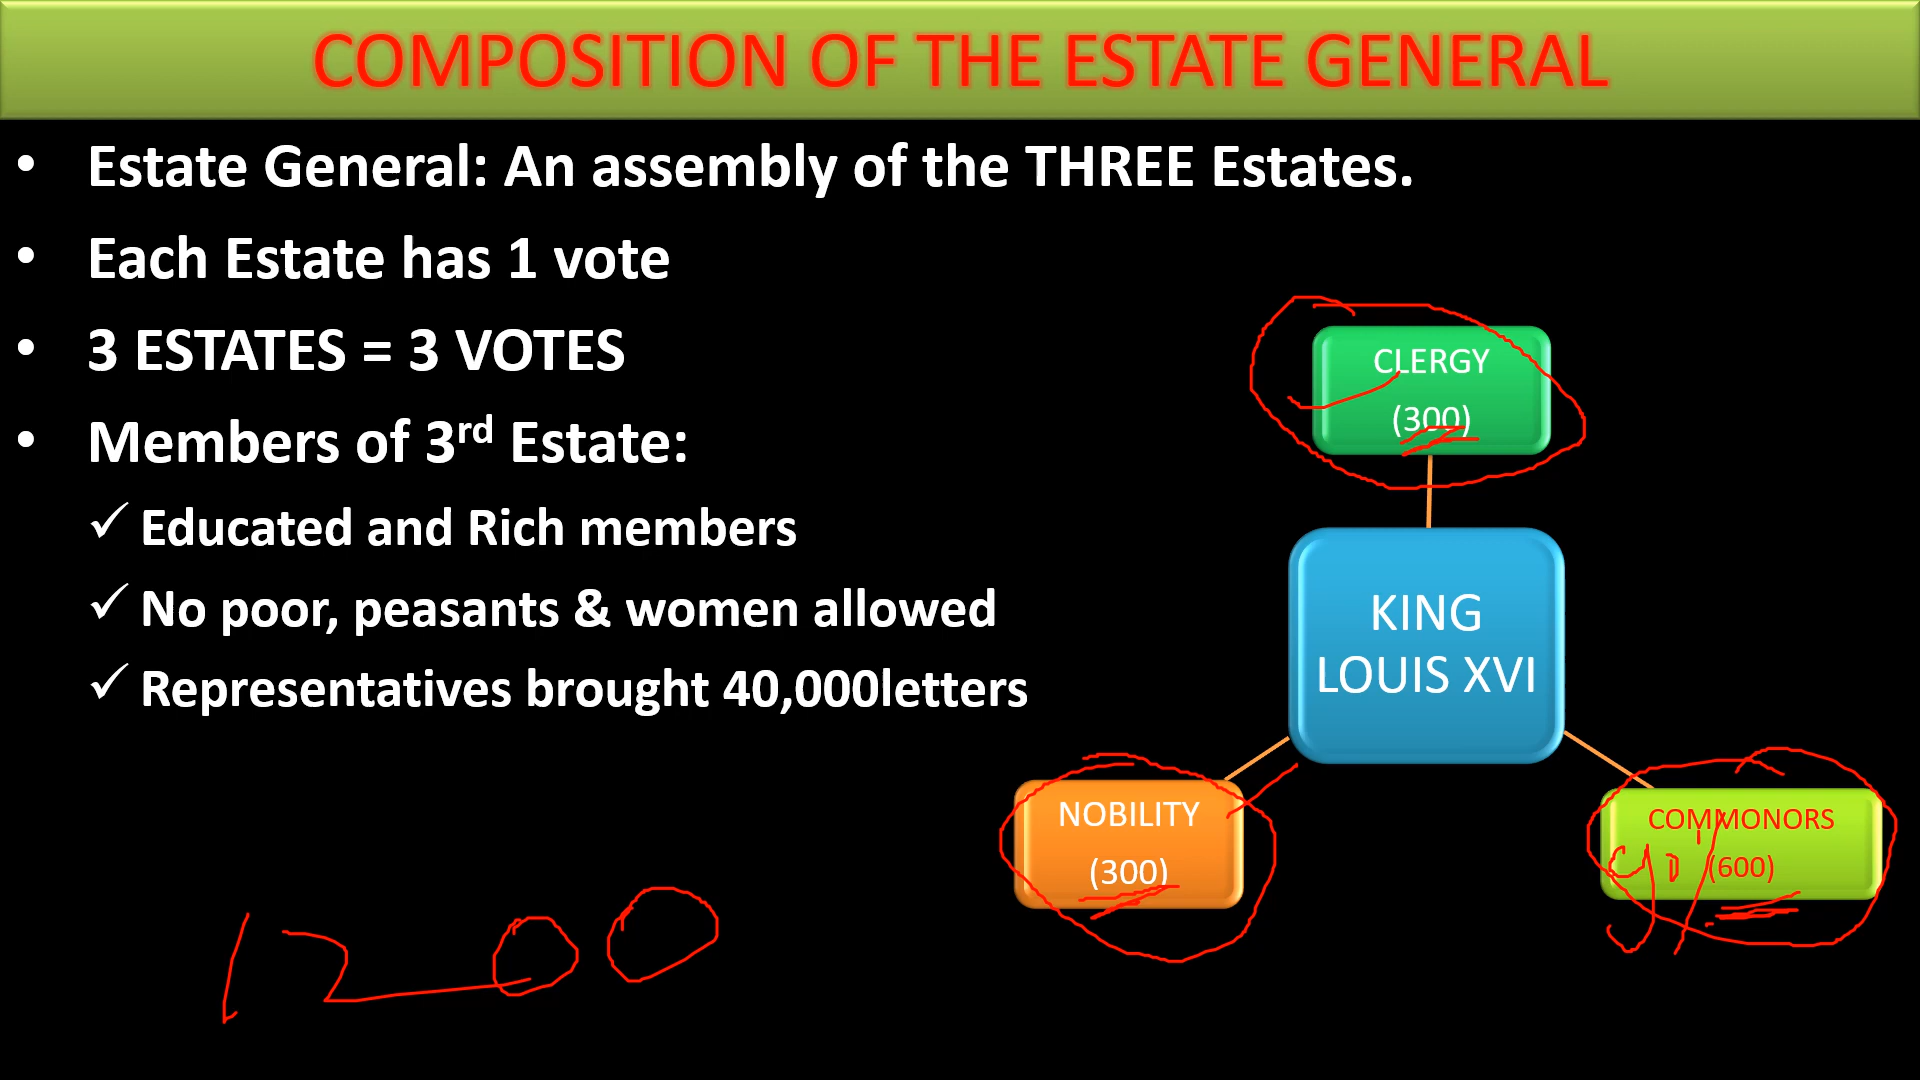 COMPOSITION OF THE ESTATE GENERAL
• Estate General: An assembly of the THREE Estates.
• Each Estate has 1 vote
• 3 ESTATES = 3 VOTES
• Members of 3rd Estate:
✓ Educated and Rich members
✓ No poor, peasants & women allowed
✓ Representatives brought 40,000letters
CLERGY
(300)
KING
LOUIS XVI
NOBILITY
(300)
COMMONORS
(600)
1200